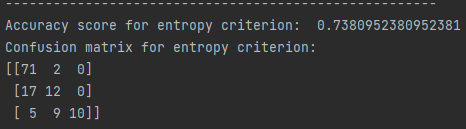 ------------------------------------------------------
Accuracy score for entropy criterion:  0.7380952380952381
Confusion matrix for entropy criterion:
[[71  2  0]
 [17 12  0]
 [ 5  9 10]]